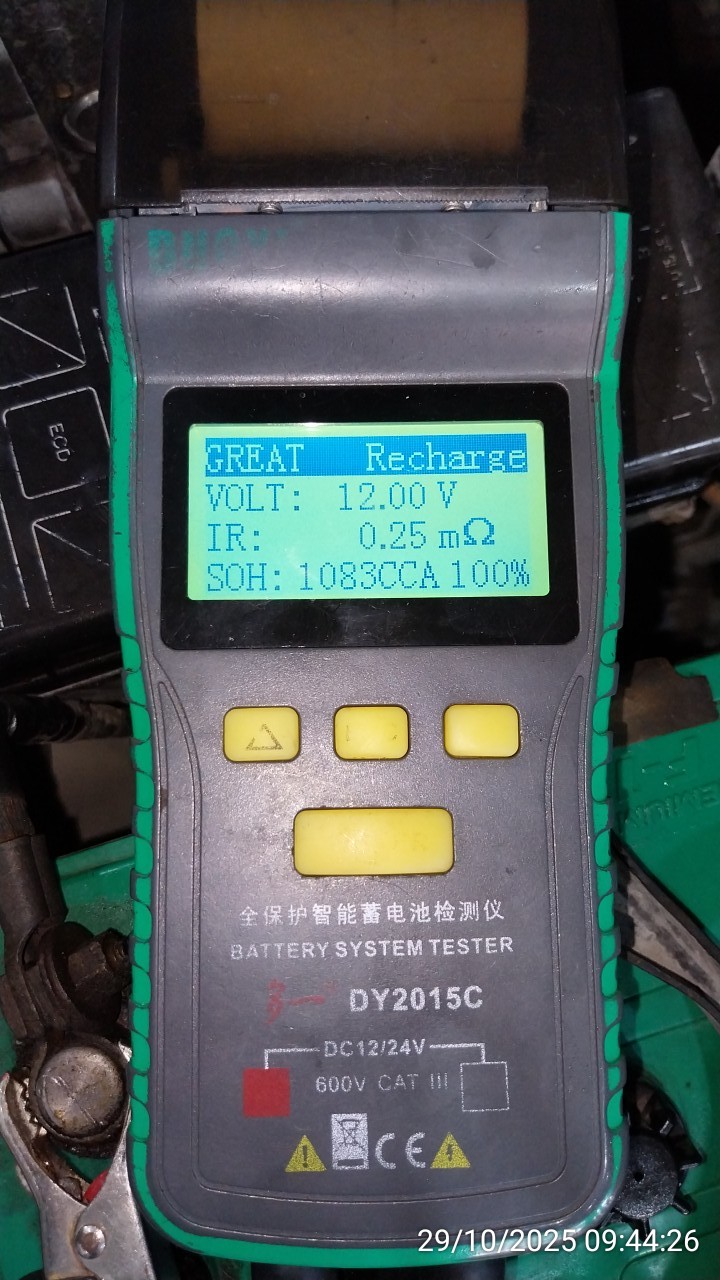 GREAT Recharge
VOLT: 12.00 V
IR: 0.25 mΩ
SOH: 1083CCA 100%
ECD
全保护智能蓄电池检测仪
BATTERY SYSTEM TESTER
DY2015C
DC12/24V
600V CAT III
CE
29/10/2025 09:44:26